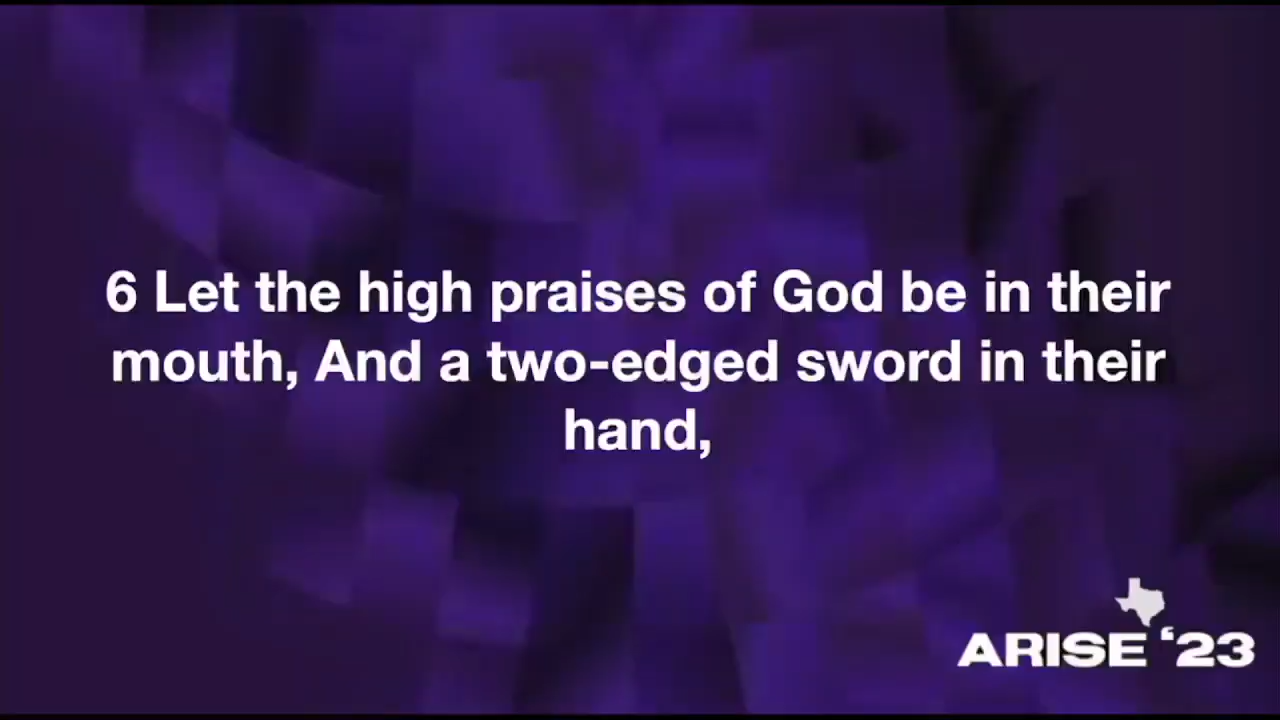 6 Let the high praises of God be in their
mouth, And a two-edged sword in their
hand,
ARISE ‘23